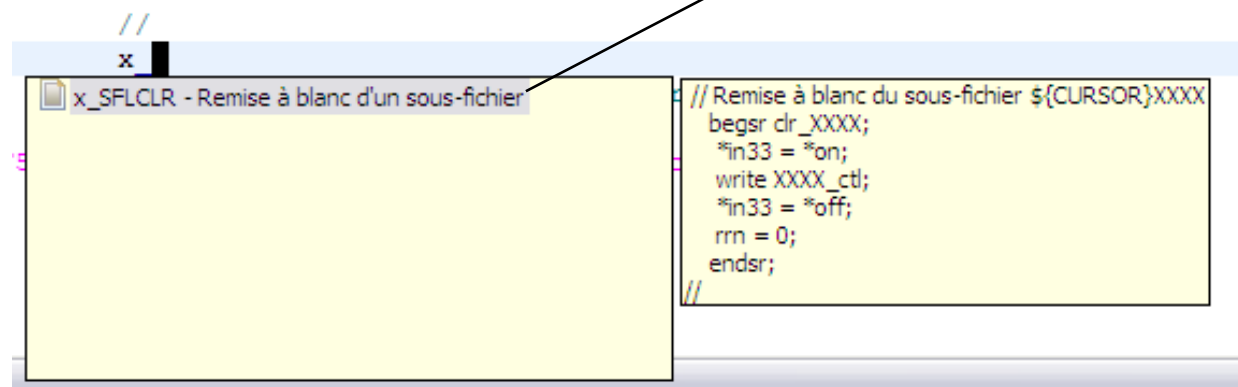 //
x_
x_SFLCLR - Remise à blanc d'un sous-fichier
// Remise à blanc du sous-fichier ${CURSOR}XXXX
begsr clr_XXXX;
*in33 = *on;
write XXXX_ctl;
*in33 = *off;
rrn = 0;
endsr;
//